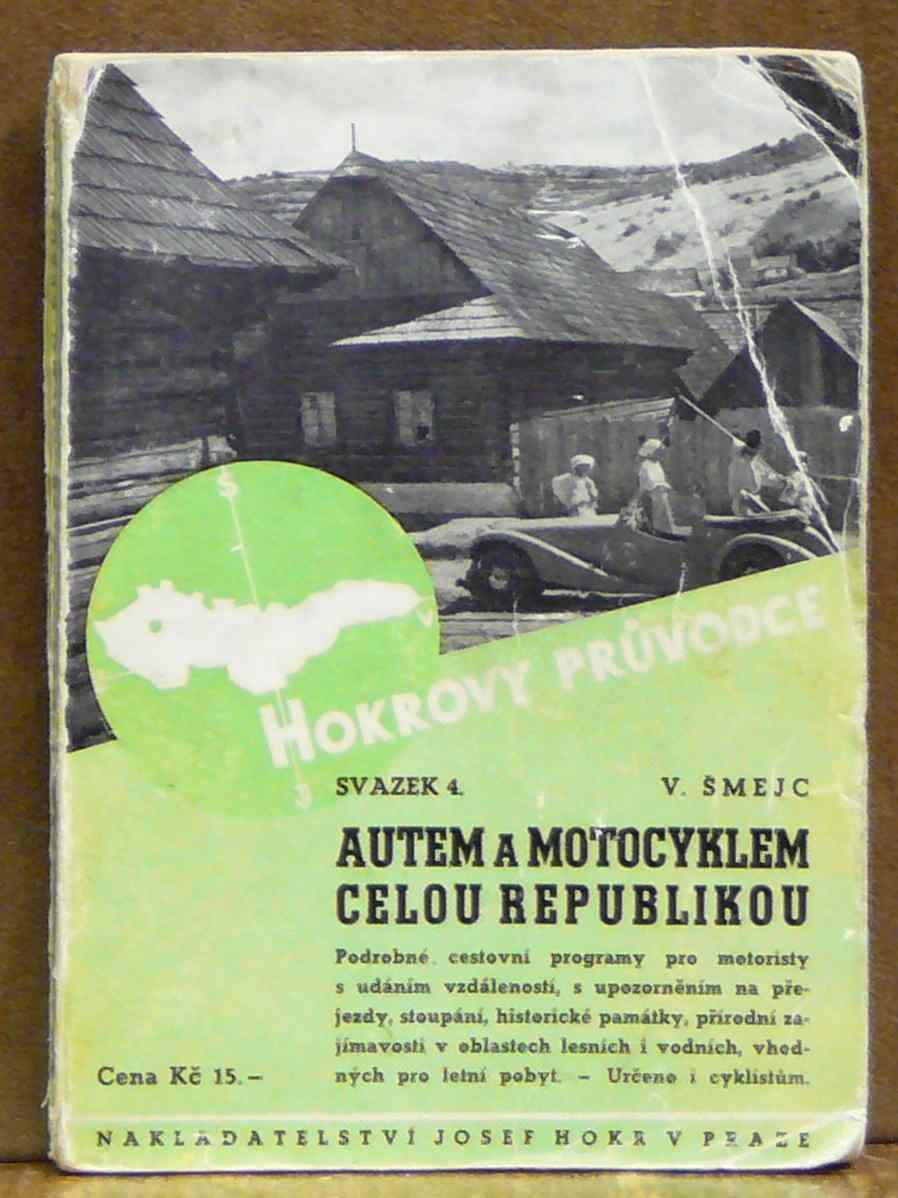 S
V
J
HOKROVY PRŮVODCE
SVAZEK 4. V. ŠMEJC
AUTEM A MOTOCYKLEM
CELOU REPUBLIKOU
Podrobné cestovní programy pro motoristy
s udáním vzdáleností, s upozorněním na pře-
jezdy, stoupání, historické památky, přírodní za-
jímavosti v oblastech lesních i vodních, vhod-
ných pro letní pobyt. – Určeno i cyklistům.
Cena Kč 15.–
NAKLADATELSTVÍ JOSEF HOKR V PRAZE